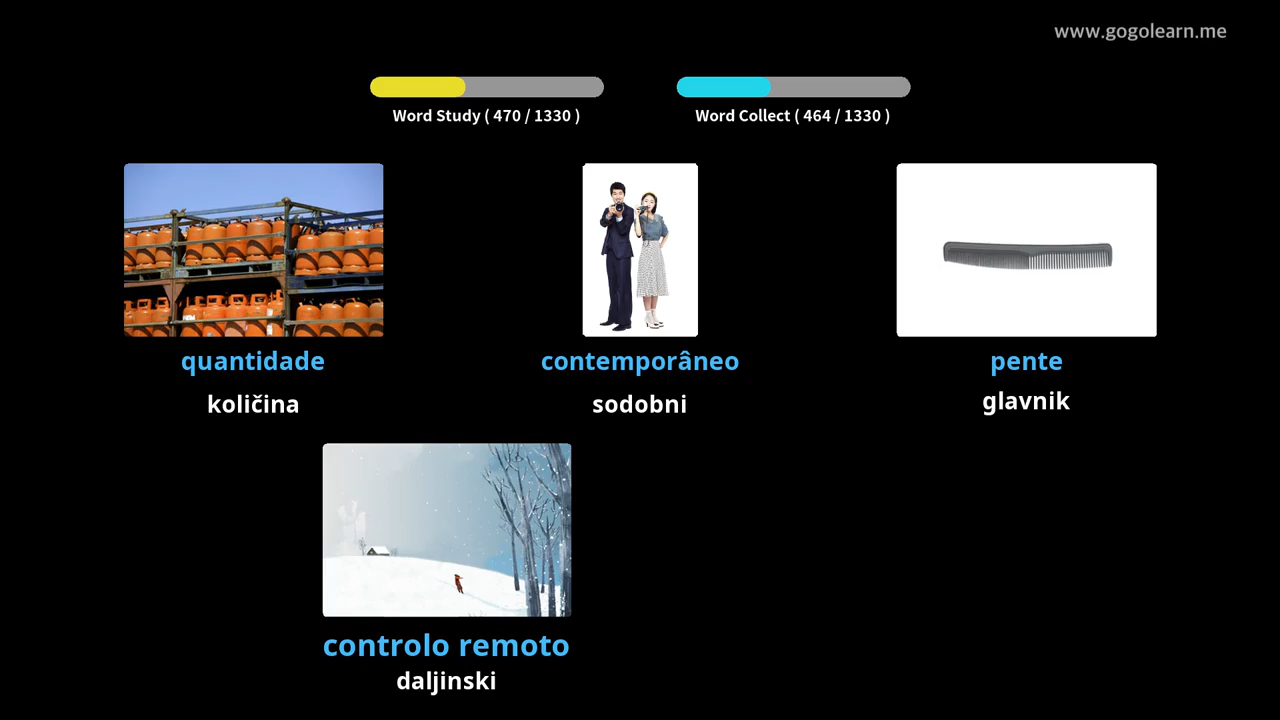 www.gogolearn.me
Word Study ( 470 / 1330 )
Word Collect ( 464 / 1330 )
quantidade
contemporâneo
pente
količina
sodobni
glavnik
controlo remoto
daljinski